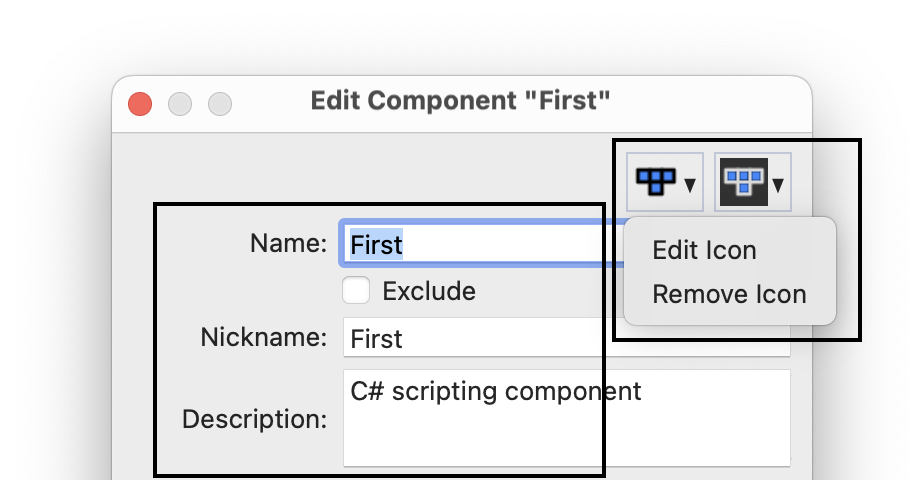 Edit Component "First"
Name: First
Exclude
Nickname: First
Description: C# scripting component
Edit Icon
Remove Icon